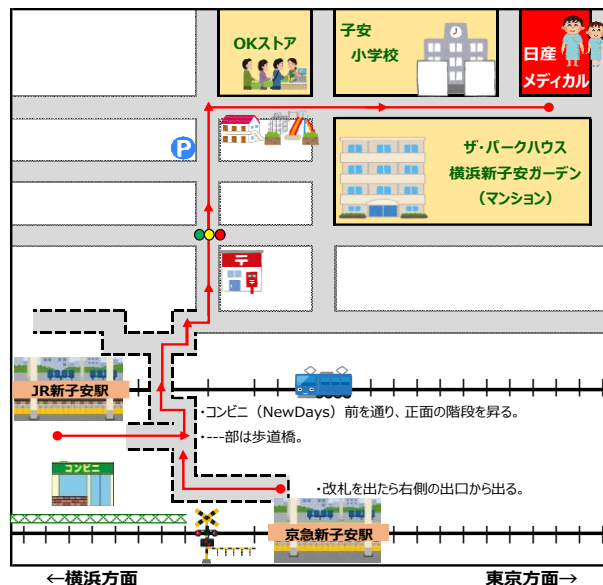 OKストア
子安
小学校
日産
メディカル
P
ザ・パークハウス
横浜新子安ガーデン
（マンション）
〒
JR新子安駅
・コンビニ（NewDays）前を通り、正面の階段を昇る。
・---部は歩道橋。
コンビニ
・改札を出たら右側の出口から出る。
京急新子安駅
←横浜方面
東京方面→